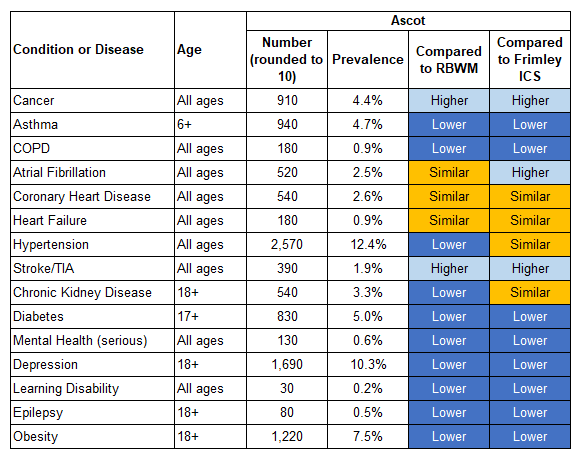 Ascot
Condition or Disease Age Number (rounded to 10) Prevalence Compared to RBWM Compared to Frimley ICS
Cancer All ages 910 4.4% Higher Higher
Asthma 6+ 940 4.7% Lower Lower
COPD All ages 180 0.9% Lower Lower
Atrial Fibrillation All ages 520 2.5% Similar Higher
Coronary Heart Disease All ages 540 2.6% Similar Similar
Heart Failure All ages 180 0.9% Similar Similar
Hypertension All ages 2,570 12.4% Lower Similar
Stroke/TIA All ages 390 1.9% Higher Higher
Chronic Kidney Disease 18+ 540 3.3% Lower Similar
Diabetes 17+ 830 5.0% Lower Lower
Mental Health (serious) All ages 130 0.6% Lower Lower
Depression 18+ 1,690 10.3% Lower Lower
Learning Disability All ages 30 0.2% Lower Lower
Epilepsy 18+ 80 0.5% Lower Lower
Obesity 18+ 1,220 7.5% Lower Lower